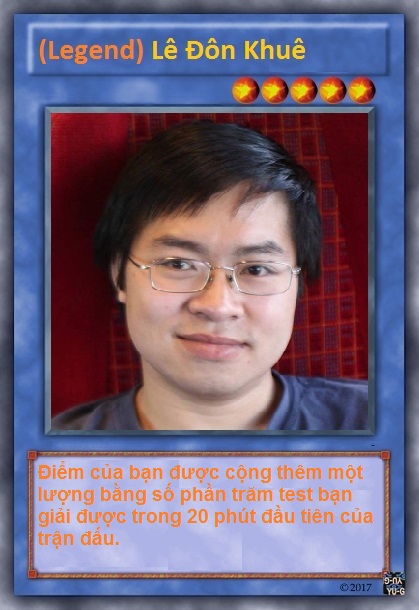 (Legend) Lê Đôn Khuê
Điểm của bạn được cộng thêm một
lượng bằng số phần trăm test bạn
giải được trong 20 phút đầu tiên của
trận đấu.
©2017
YU-G